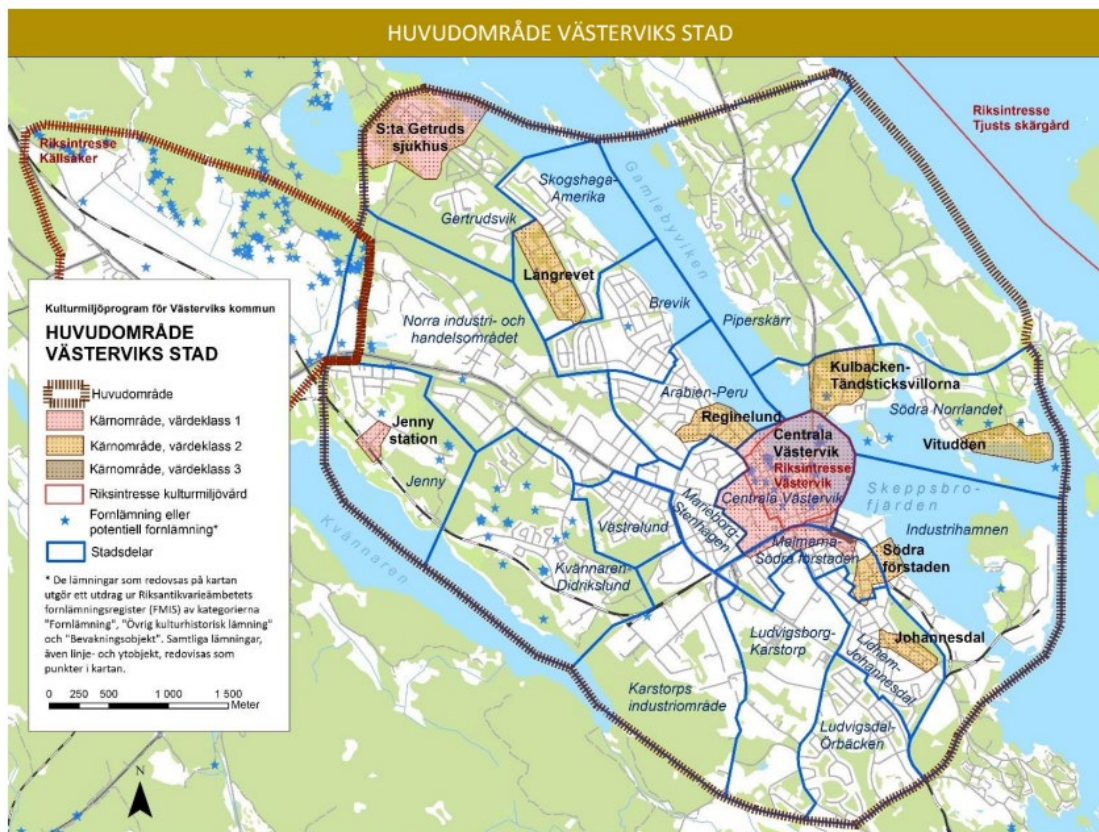 HUVUDOMRÅDE VÄSTERVIKS STAD
Riksintresse
Källsåker
S:ta Getruds
sjukhus
Riksintresse
Tjusts skärgård
Skogshaga-
Amerika
Gertrudsvik
Gamlebyviken
Långrevet
Norra industri- och
handelsområdet
Brevik
Piperskärr
Arabien-Peru
Kulbacken-
Tändsticksvillorna
Södra Norrlandet
Reginelund
Vitudden
Jenny
station
Jenny
Centrala
Västervik
Riksintresse
Västervik
Centrala Västervik
Skeppsbro-
fjärden
Marieborg-
Stenhagen
Västralund
Industrihamnen
Kvännaren
Kvännaren-
Didrikslund
Malmarna-
Södra förstaden
Södra
förstaden
Ludvigsborg-
Karstorp
Lidhem-
Johannesdal
Johannesdal
Karstorps
industriområde
Ludvigsdal-
Örbäcken
Kulturmiljöprogram för Västerviks kommun
HUVUDOMRÅDE
VÄSTERVIKS STAD
Huvudområde
Kärnområde, värdeklass 1
Kärnområde, värdeklass 2
Kärnområde, värdeklass 3
Riksintresse kulturmiljövård
Fornlämning eller
potentiell fornlämning*
Stadsdelar
* De lämningar som redovisas på kartan
utgör ett utdrag ur Riksantikvarieämbetets
fornlämningsregister (FMIS) av kategorierna
"Fornlämning", "Övrig kulturhistorisk lämning"
och "Bevakningsobjekt". Samtliga lämningar,
även linje- och ytobjekt, redovisas som
punkter i kartan.
0 250 500 1 000 1 500
Meter
N